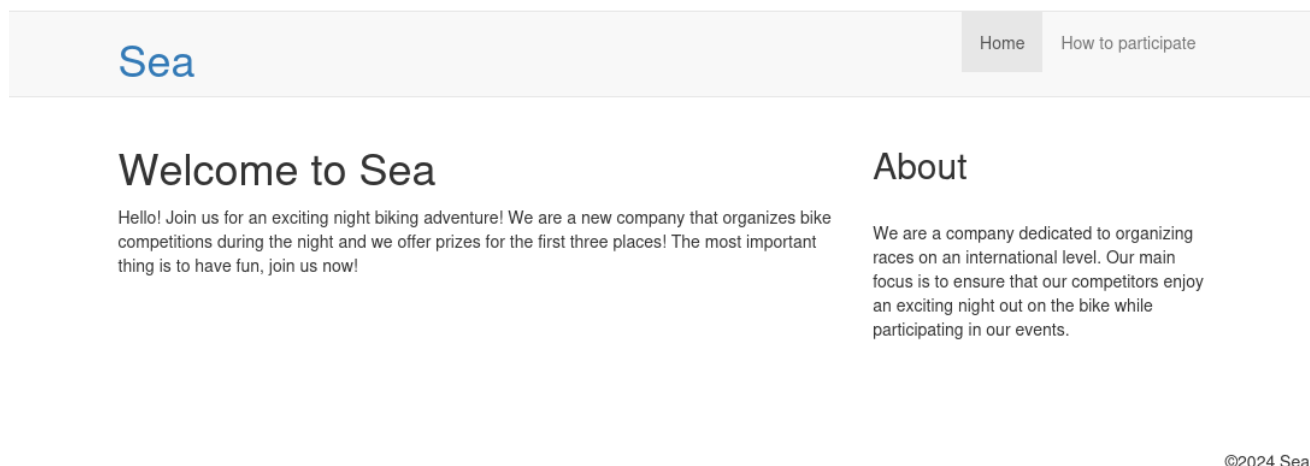 Sea
Home
How to participate
Welcome to Sea
Hello! Join us for an exciting night biking adventure! We are a new company that organizes bike
competitions during the night and we offer prizes for the first three places! The most important
thing is to have fun, join us now!
About
We are a company dedicated to organizing
races on an international level. Our main
focus is to ensure that our competitors enjoy
an exciting night out on the bike while
participating in our events.
©2024 Sea